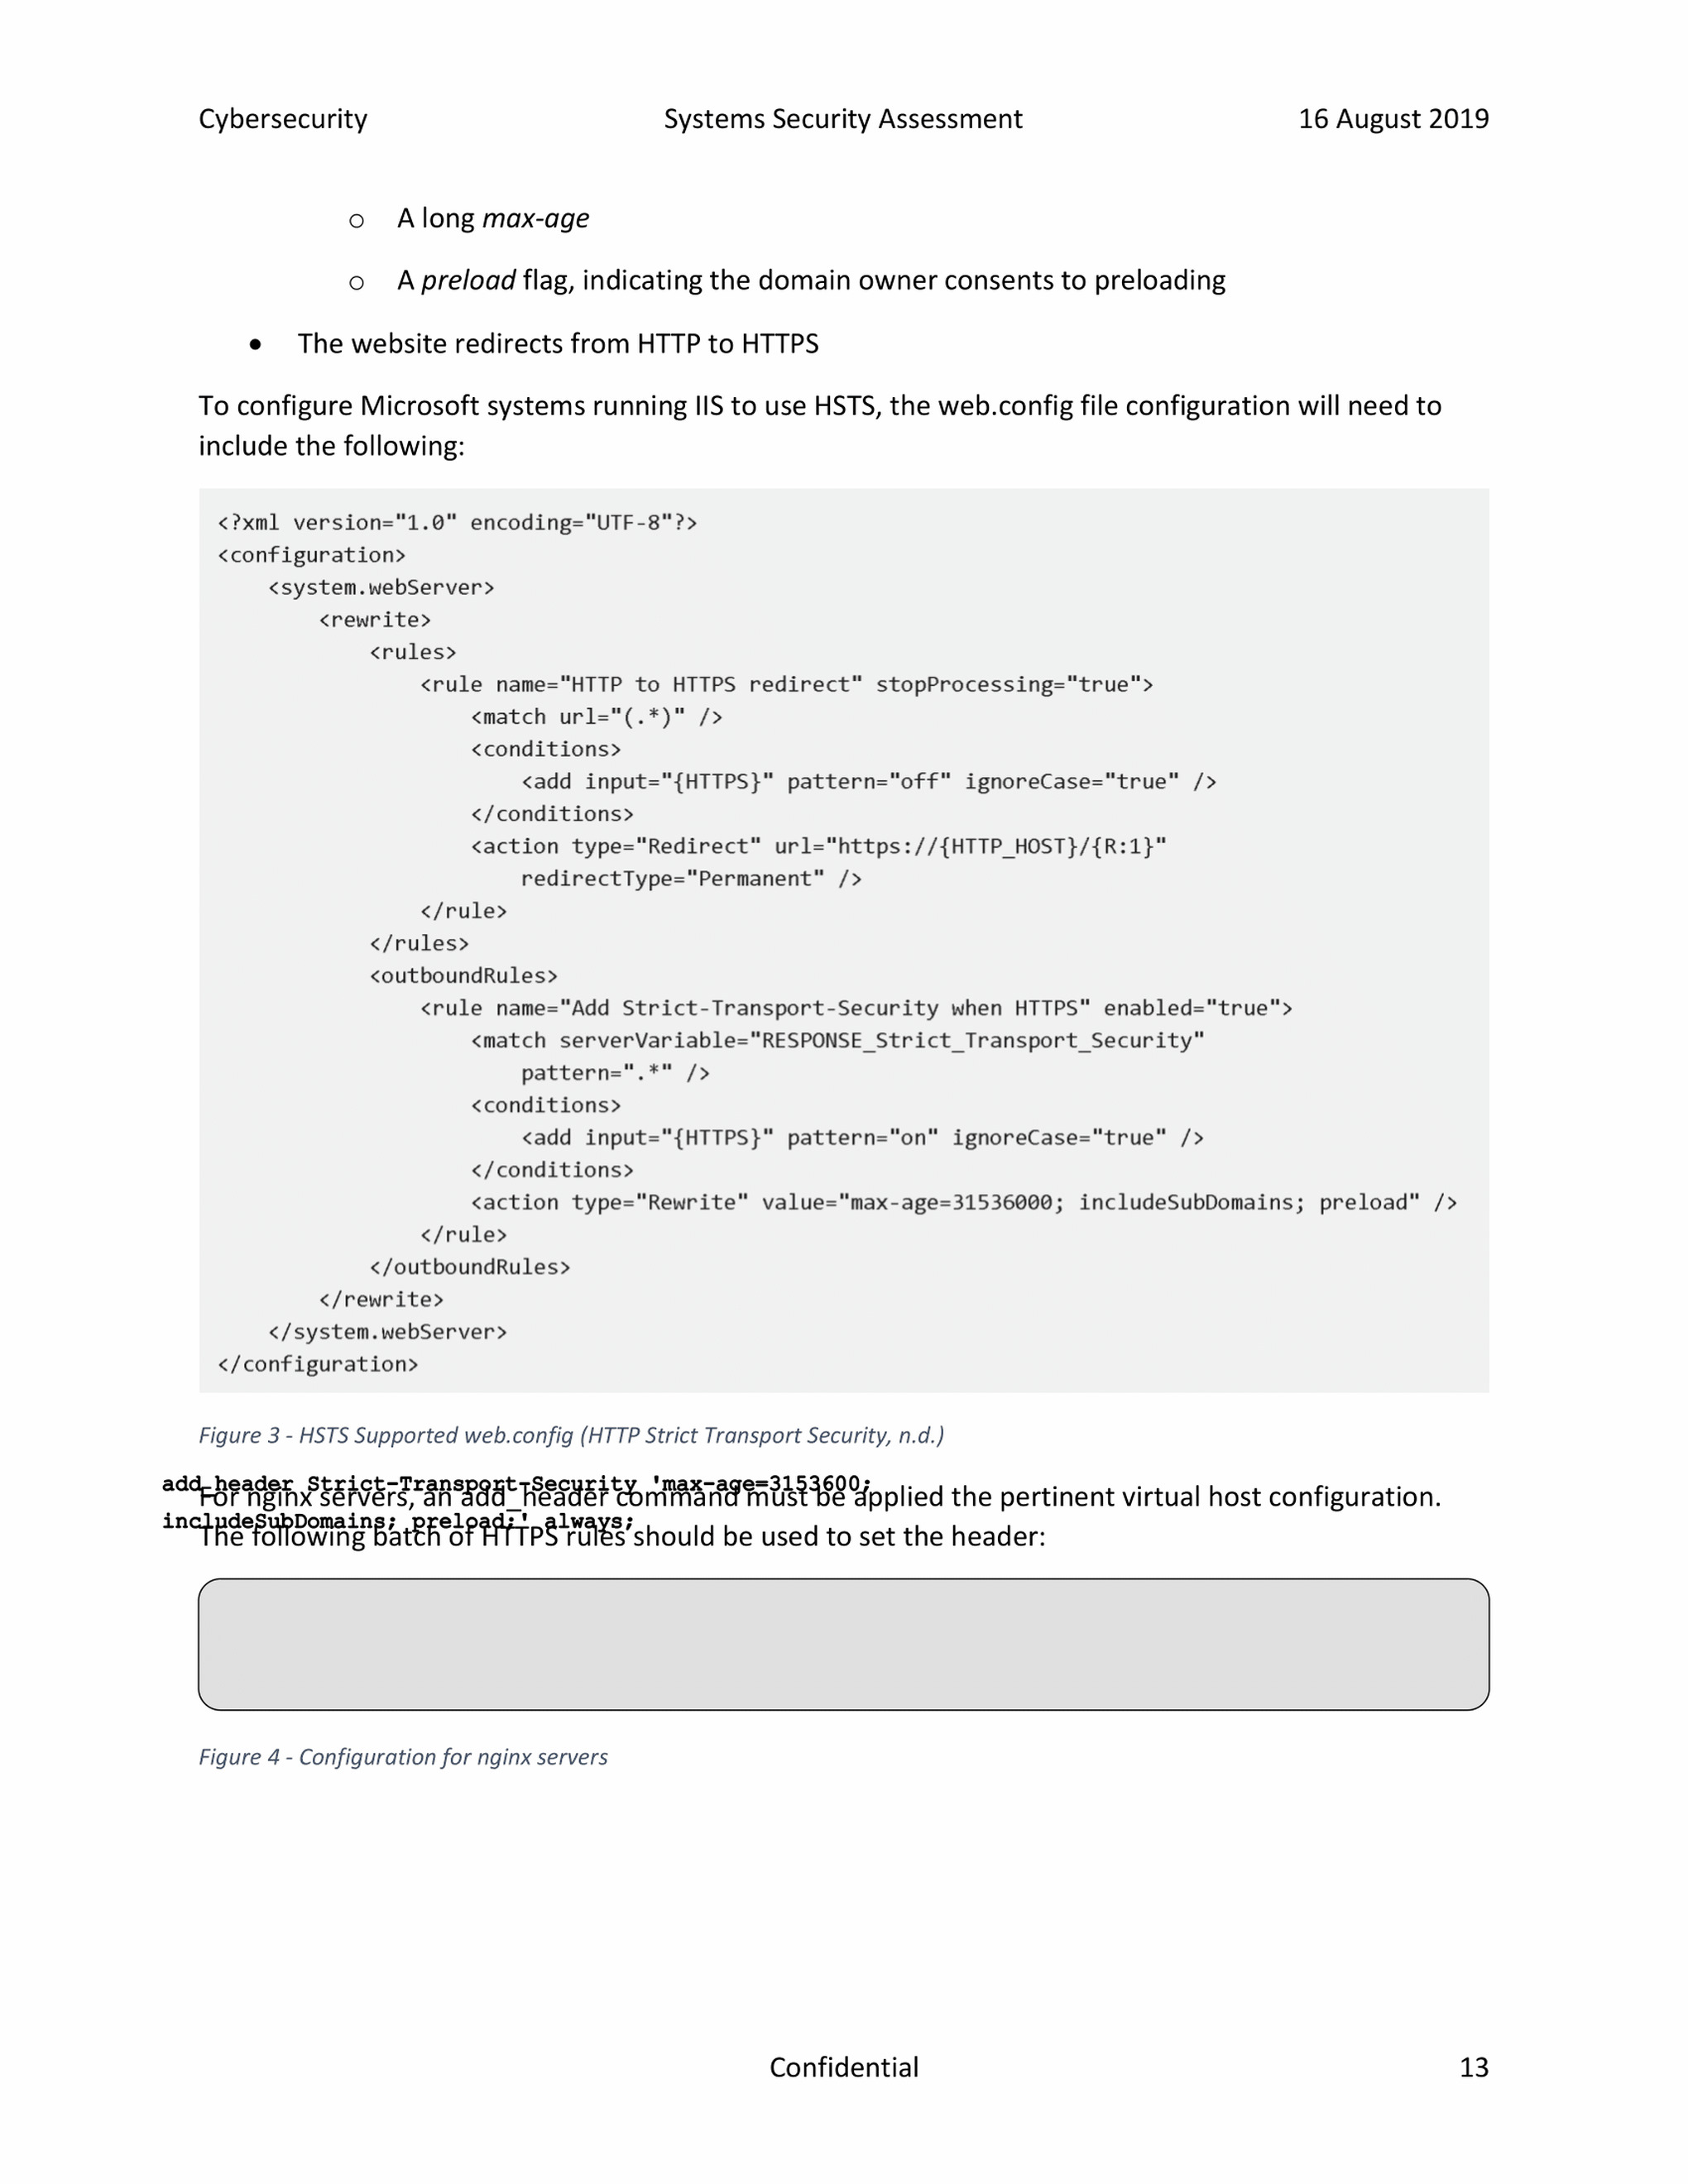 Cybersecurity Systems Security Assessment 16 August 2019
o A long max-age
o A preload flag, indicating the domain owner consents to preloading
• The website redirects from HTTP to HTTPS
To configure Microsoft systems running IIS to use HSTS, the web.config file configuration will need to
include the following:
<?xml version="1.0" encoding="UTF-8"?>
<configuration>
    <system.webServer>
        <rewrite>
            <rules>
                <rule name="HTTP to HTTPS redirect" stopProcessing="true">
                    <match url="(.*)" />
                    <conditions>
                        <add input="{HTTPS}" pattern="off" ignoreCase="true" />
                    </conditions>
                    <action type="Redirect" url="https://{HTTP_HOST}/{R:1}"
                        redirectType="Permanent" />
                </rule>
            </rules>
            <outboundRules>
                <rule name="Add Strict-Transport-Security when HTTPS" enabled="true">
                    <match serverVariable="RESPONSE_Strict_Transport_Security"
                        pattern=".*" />
                    <conditions>
                        <add input="{HTTPS}" pattern="on" ignoreCase="true" />
                    </conditions>
                    <action type="Rewrite" value="max-age=31536000; includeSubDomains; preload" />
                </rule>
            </outboundRules>
        </rewrite>
    </system.webServer>
</configuration>
Figure 3 - HSTS Supported web.config (HTTP Strict Transport Security, n.d.)
add_header Strict-Transport-Security 'max-age=3153600;
For nginx servers, an add_header command must be applied the pertinent virtual host configuration.
includeSubDomains; preload;' always;
The following batch of HTTPS rules should be used to set the header:
Figure 4 - Configuration for nginx servers
Confidential 13